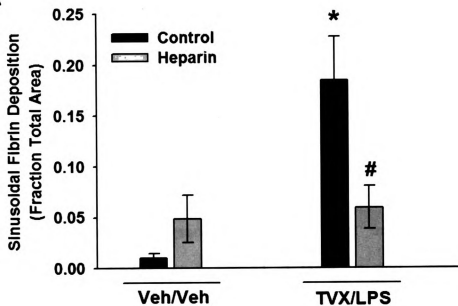 Sinusoidal Fibrin Deposition
(Fraction Total Area)
0.25
0.20
0.15
0.10
0.05
0.00
Control
Heparin
*
#
Veh/Veh
TVX/LPS